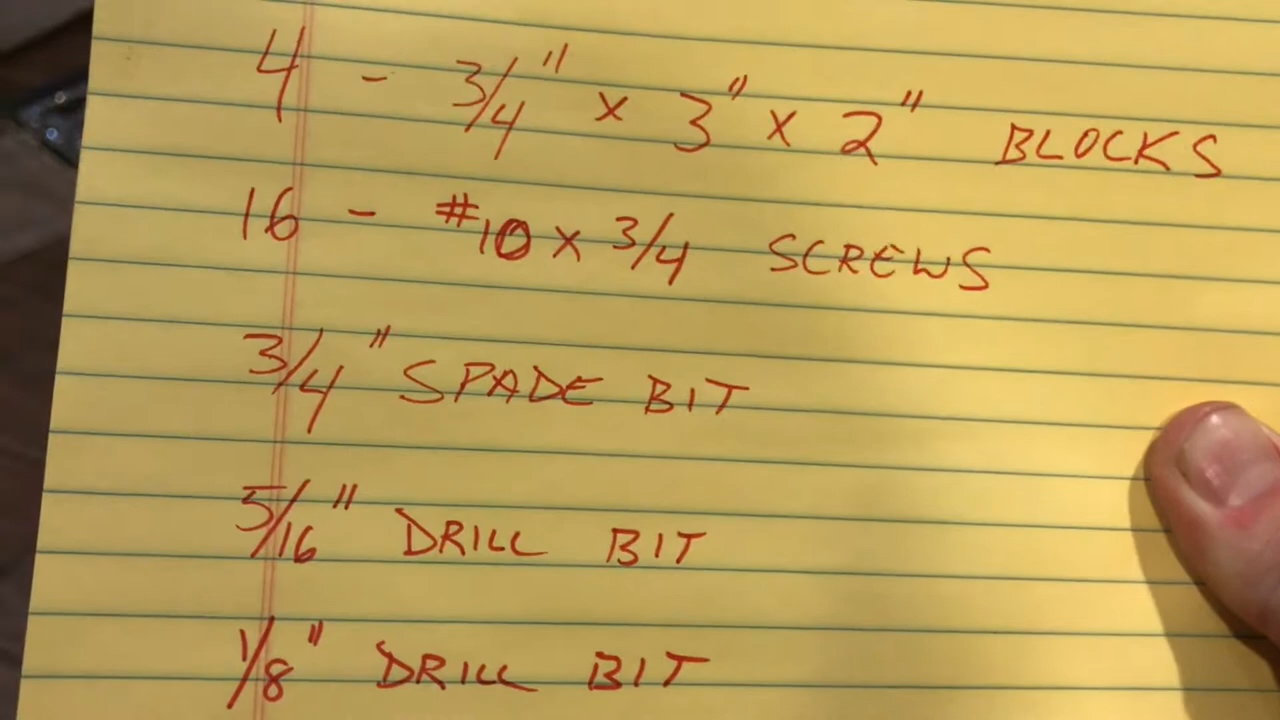 4 - 3/4" x 3" x 2" BLOCKS
16 - #10 x 3/4 SCREWS
3/4" SPADE BIT
5/16" DRILL BIT
1/8" DRILL BIT